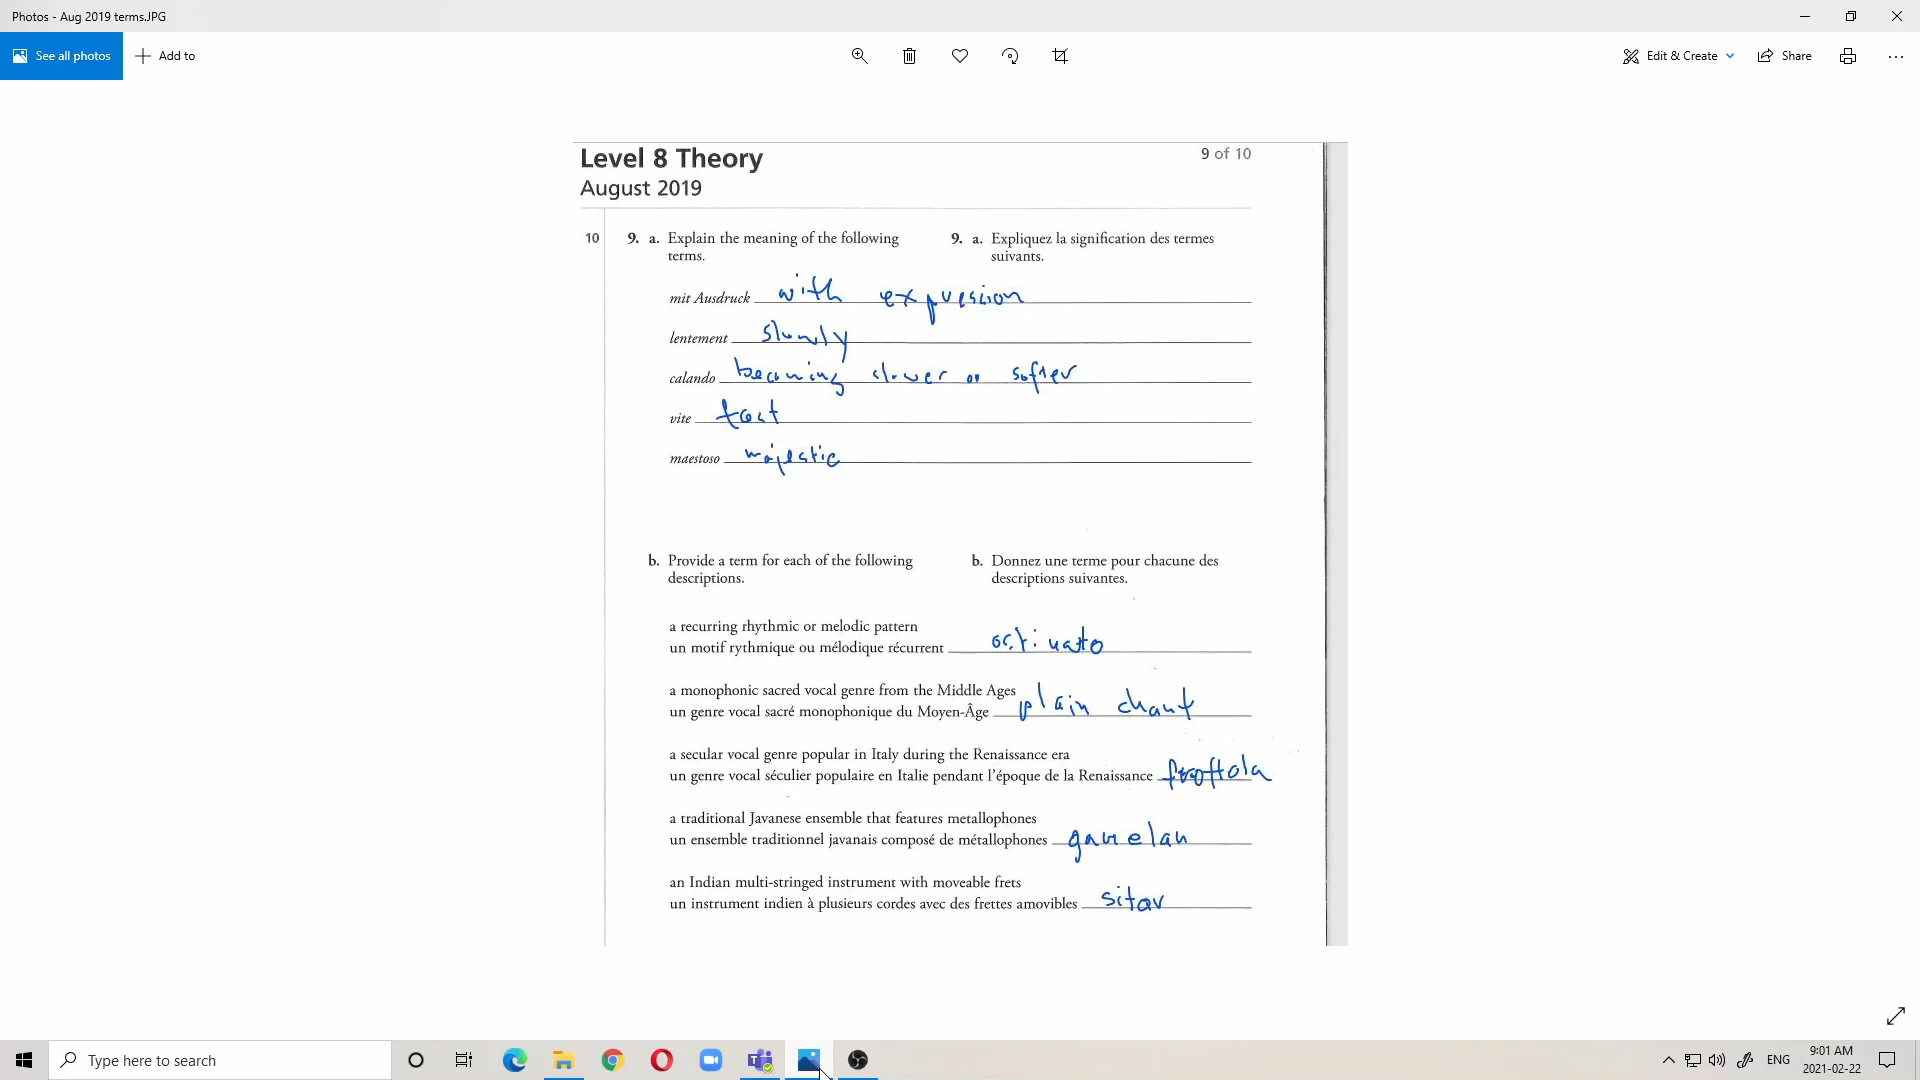 Photos - Aug 2019 terms.JPG
See all photos
Add to
Edit & Create
Share
Level 8 Theory
9 of 10
August 2019
10
9. a. Explain the meaning of the following
terms.
9. a. Expliquez la signification des termes
suivants.
mit Ausdruck with expression
lentement slowly
calando becoming slower or softer
vite fast
maestoso majestic
b. Provide a term for each of the following
descriptions.
b. Donnez une terme pour chacune des
descriptions suivantes.
a recurring rhythmic or melodic pattern
un motif rythmique ou mélodique récurrent ostinato
a monophonic sacred vocal genre from the Middle Ages
un genre vocal sacré monophonique du Moyen-Âge plain chant
a secular vocal genre popular in Italy during the Renaissance era
un genre vocal séculier populaire en Italie pendant l'époque de la Renaissance
a traditional Javanese ensemble that features metallophones
un ensemble traditionnel javanais composé de métallophones gamelan
an Indian multi-stringed instrument with moveable frets
un instrument indien à plusieurs cordes avec des frettes amovibles sitar
Type here to search
ENG
9:01 AM
2021-02-22